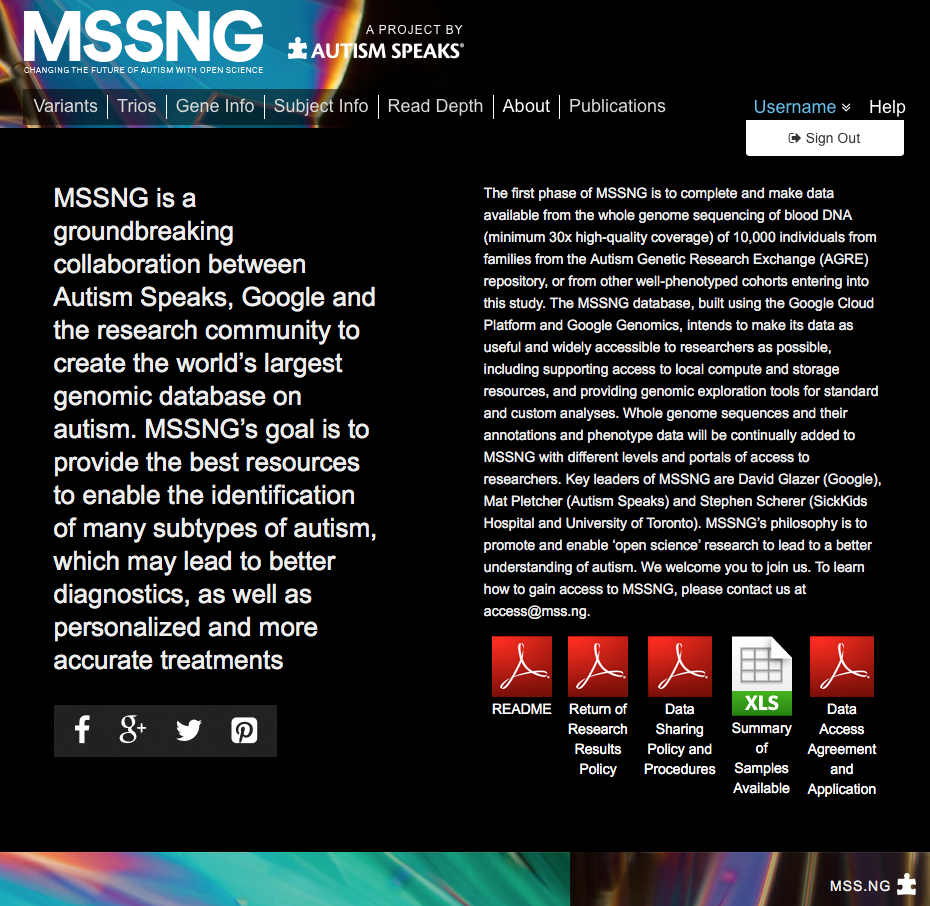 MSSNG
CHANGING THE FUTURE OF AUTISM WITH OPEN SCIENCE
A PROJECT BY
AUTISM SPEAKS®
Variants
Trios
Gene Info
Subject Info
Read Depth
About
Publications
Username
Help
Sign Out
MSSNG is a
groundbreaking
collaboration between
Autism Speaks, Google and
the research community to
create the world’s largest
genomic database on
autism. MSSNG’s goal is to
provide the best resources
to enable the identification
of many subtypes of autism,
which may lead to better
diagnostics, as well as
personalized and more
accurate treatments
The first phase of MSSNG is to complete and make data
available from the whole genome sequencing of blood DNA
(minimum 30x high-quality coverage) of 10,000 individuals from
families from the Autism Genetic Research Exchange (AGRE)
repository, or from other well-phenotyped cohorts entering into
this study. The MSSNG database, built using the Google Cloud
Platform and Google Genomics, intends to make its data as
useful and widely accessible to researchers as possible,
including supporting access to local compute and storage
resources, and providing genomic exploration tools for standard
and custom analyses. Whole genome sequences and their
annotations and phenotype data will be continually added to
MSSNG with different levels and portals of access to
researchers. Key leaders of MSSNG are David Glazer (Google),
Mat Pletcher (Autism Speaks) and Stephen Scherer (SickKids
Hospital and University of Toronto). MSSNG’s philosophy is to
promote and enable ‘open science’ research to lead to a better
understanding of autism. We welcome you to join us. To learn
how to gain access to MSSNG, please contact us at
access@mss.ng.
README
Return of
Research
Results
Policy
Data
Sharing
Policy and
Procedures
XLS
Summary
of
Samples
Available
Data
Access
Agreement
and
Application
MSS.NG